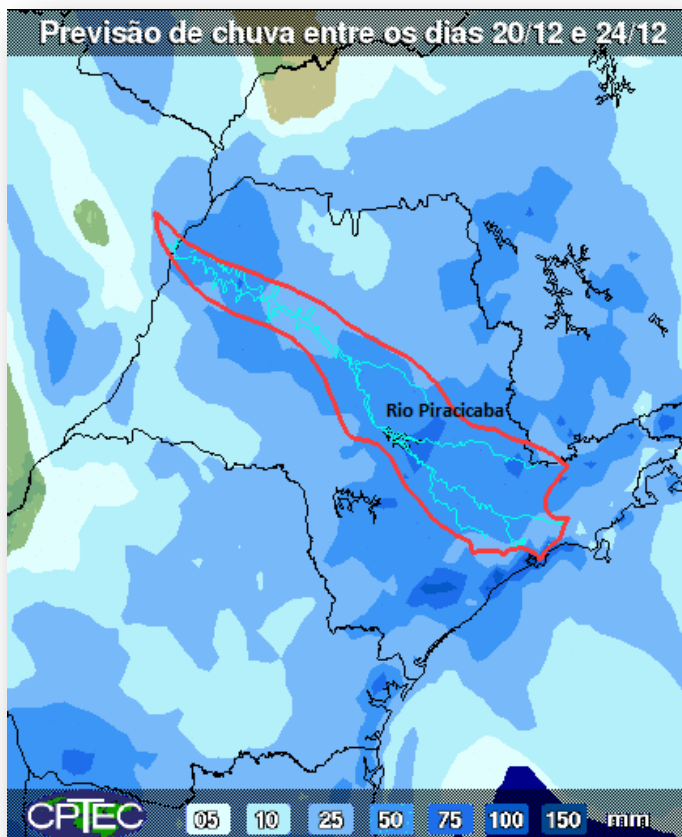 Previsão de chuva entre os dias 20/12 e 24/12
Rio Piracicaba
CPTEC 05 10 25 50 75 100 150 mm